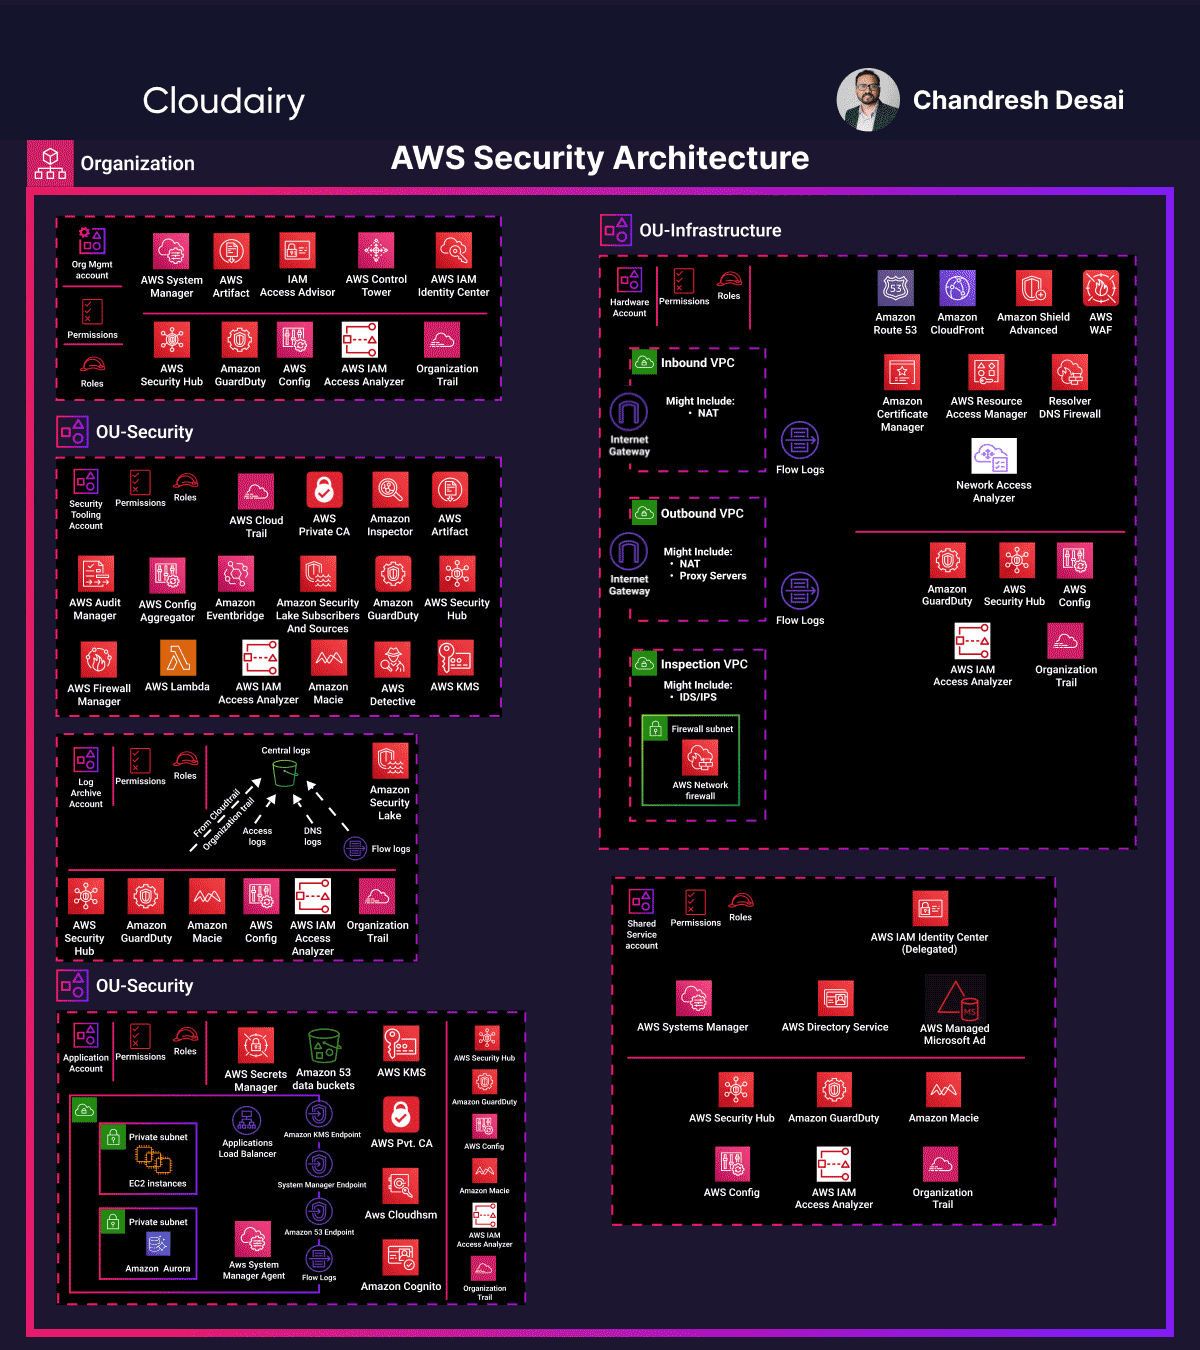 Cloudairy
Chandresh Desai
Organization
AWS Security Architecture
Org Mgmt
account
Permissions
Roles
AWS System
Manager
AWS
Artifact
IAM
Access Advisor
AWS Control
Tower
AWS IAM
Identity Center
AWS
Security Hub
Amazon
GuardDuty
AWS
Config
AWS IAM
Access Analyzer
Organization
Trail
OU-Security
Security
Tooling
Account
Permissions
Roles
AWS Cloud
Trail
AWS
Private CA
Amazon
Inspector
AWS
Artifact
AWS Audit
Manager
AWS Config
Aggregator
Amazon
Eventbridge
Amazon Security
Lake Subscribers
And Sources
Amazon
GuardDuty
AWS Security
Hub
AWS Firewall
Manager
AWS Lambda
AWS IAM
Access Analyzer
Amazon
Macie
AWS
Detective
AWS KMS
Log
Archive
Account
Permissions
Roles
Central logs
From Cloudtrail
Organization trail
Access
logs
DNS
logs
Flow logs
Amazon
Security
Lake
AWS
Security
Hub
Amazon
GuardDuty
Amazon
Macie
AWS
Config
AWS IAM
Access
Analyzer
Organization
Trail
OU-Security
Application
Account
Permissions
Roles
AWS Secrets
Manager
Amazon 53
data buckets
AWS KMS
Private subnet
EC2 instances
Private subnet
Amazon Aurora
Applications
Load Balancer
Aws System
Manager Agent
Amazon KMS Endpoint
System Manager Endpoint
Amazon 53 Endpoint
Flow Logs
AWS Pvt. CA
Aws Cloudhsm
Amazon Cognito
AWS Security Hub
Amazon GuardDuty
AWS Config
Amazon Macie
AWS IAM
Access Analyzer
Organization
Trail
OU-Infrastructure
Hardware
Account
Permissions
Roles
Inbound VPC
Might Include:
• NAT
Internet
Gateway
Flow Logs
Outbound VPC
Might Include:
• NAT
• Proxy Servers
Internet
Gateway
Flow Logs
Inspection VPC
Might Include:
• IDS/IPS
Firewall subnet
AWS Network
firewall
53
Amazon
Route 53
Amazon
CloudFront
Amazon Shield
Advanced
AWS
WAF
Amazon
Certificate
Manager
AWS Resource
Access Manager
Resolver
DNS Firewall
Nework Access
Analyzer
Amazon
GuardDuty
AWS
Security Hub
AWS
Config
AWS IAM
Access Analyzer
Organization
Trail
Shared
Service
account
Permissions
Roles
AWS IAM Identity Center
(Delegated)
AWS Systems Manager
AWS Directory Service
MS
AWS Managed
Microsoft Ad
AWS Security Hub
Amazon GuardDuty
Amazon Macie
AWS Config
AWS IAM
Access Analyzer
Organization
Trail